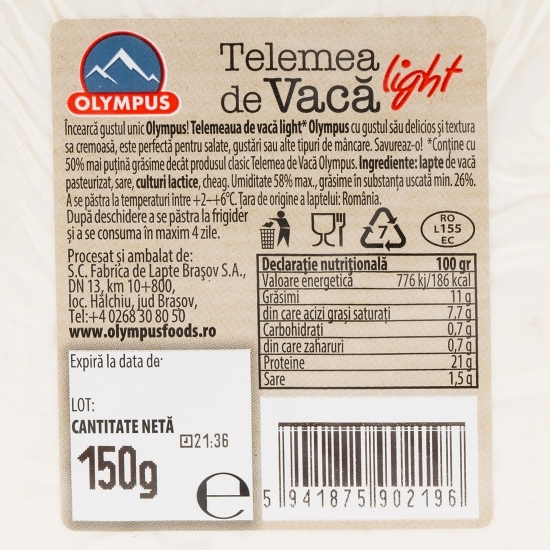 OLYMPUS
Telemea light
de Vacă
Încearcă gustul unic Olympus! Telemeaua de vacă light* Olympus cu gustul său delicios și textura
sa cremoasă, este perfectă pentru salate, gustări sau alte tipuri de mâncare. Savureaz-o! *Conține cu
50% mai puțină grăsime decât produsul clasic Telemea de Vacă Olympus. Ingrediente: lapte de vacă
pasteurizat, sare, culturi lactice, cheag. Umiditate 58% max., grăsime în substanța uscată min. 26%.
A se păstra la temperaturi între +2–+6°C. Țara de origine a laptelui: România.
După deschidere a se păstra la frigider
și a se consuma în maxim 4 zile.
7
RO
L155
EC
Procesat și ambalat de:
S.C. Fabrica de Lapte Brașov S.A.,
DN 13, km 10+800,
loc. Hălchiu, jud Brașov,
Tel:+4 0268 30 80 50
www.olympusfoods.ro
Declarație nutrițională 100 gr
Valoare energetică 776 kj/186 kcal
Grăsimi 11 g
din care acizi grași saturați 7,7 g
Carbohidrați 0,7 g
din care zaharuri 0,7 g
Proteine 21 g
Sare 1,5 g
Expiră la data de:
LOT:
CANTITATE NETĂ
21:36
150g
e
5 941875 902196